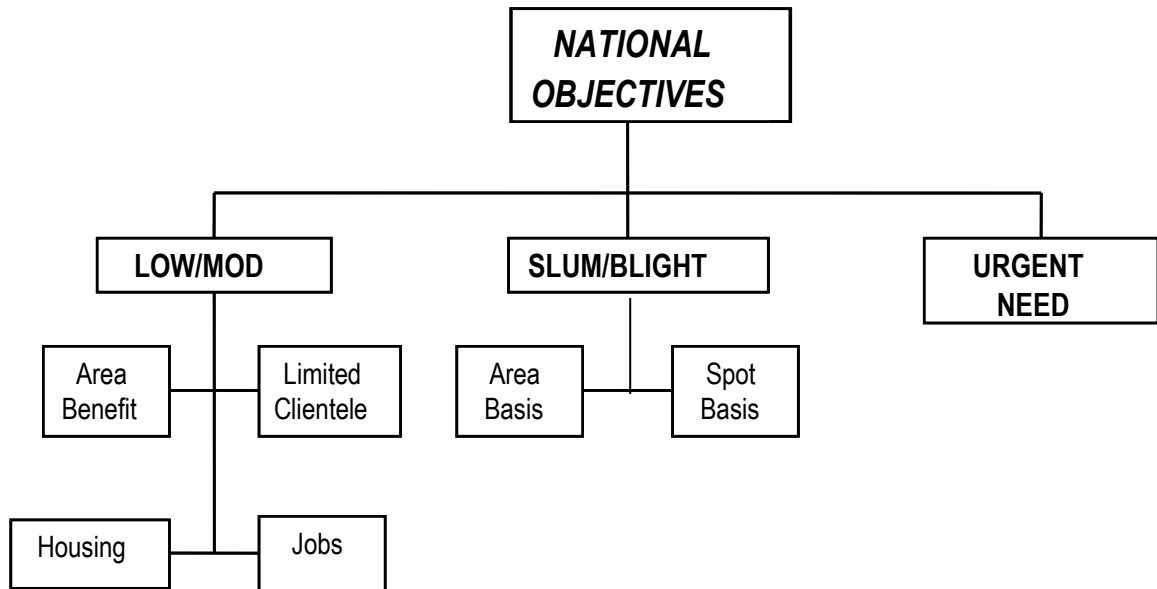 NATIONAL
OBJECTIVES
LOW/MOD
SLUM/BLIGHT
URGENT
NEED
Area
Benefit
Limited
Clientele
Area
Basis
Spot
Basis
Housing
Jobs